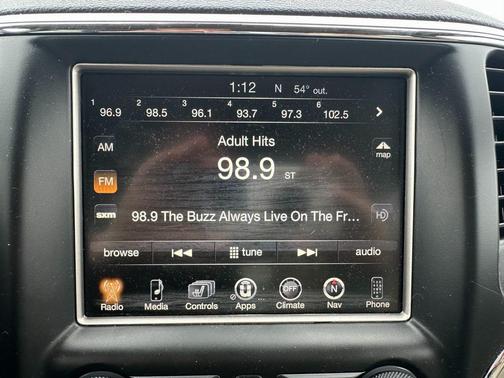 1:12 N 54° out.
1 2 3 4 5 6
96.9 98.5 96.1 93.7 97.3 102.5 >
AM Adult Hits map
FM 98.9 ST
sxm 98.9 The Buzz Always Live On The Fr... HD
browse tune audio
OFF N
Radio Media Controls Apps Climate Nav Phone